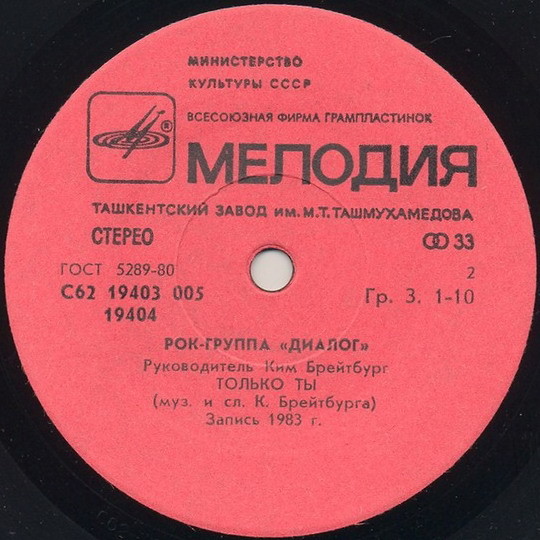 МИНИСТЕРСТВО
КУЛЬТУРЫ СССР
ВСЕСОЮЗНАЯ ФИРМА ГРАМПЛАСТИНОК
®
МЕЛОДИЯ
ТАШКЕНТСКИЙ ЗАВОД ИМ. М. Т. ТАШМУХАМЕДОВА
СТЕРЕО 33
ГОСТ 5289-80 2
С62 19403 005 Гр. 3. 1-10
19404
РОК-ГРУППА «ДИАЛОГ»
Руководитель Ким Брейтбург
ТОЛЬКО ТЫ
(муз. и сл. К. Брейтбурга)
Запись 1983 г.